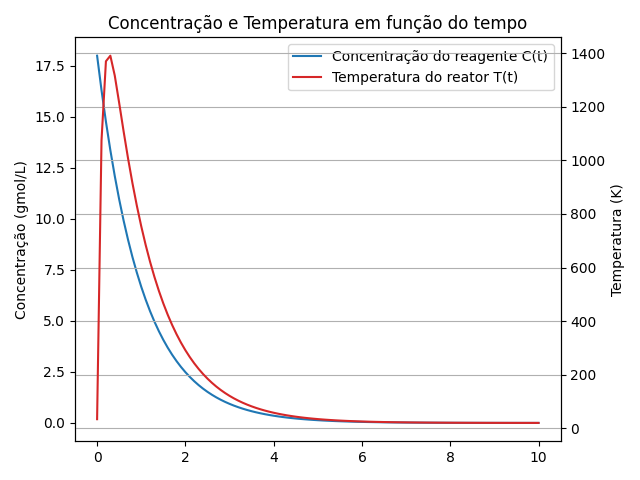 Concentração e Temperatura em função do tempo
Concentração do reagente C(t)
Temperatura do reator T(t)
Concentração (gmol/L)
17.5
15.0
12.5
10.0
7.5
5.0
2.5
0.0
1400
1200
1000
800
600
400
200
0
Temperatura (K)
0 2 4 6 8 10